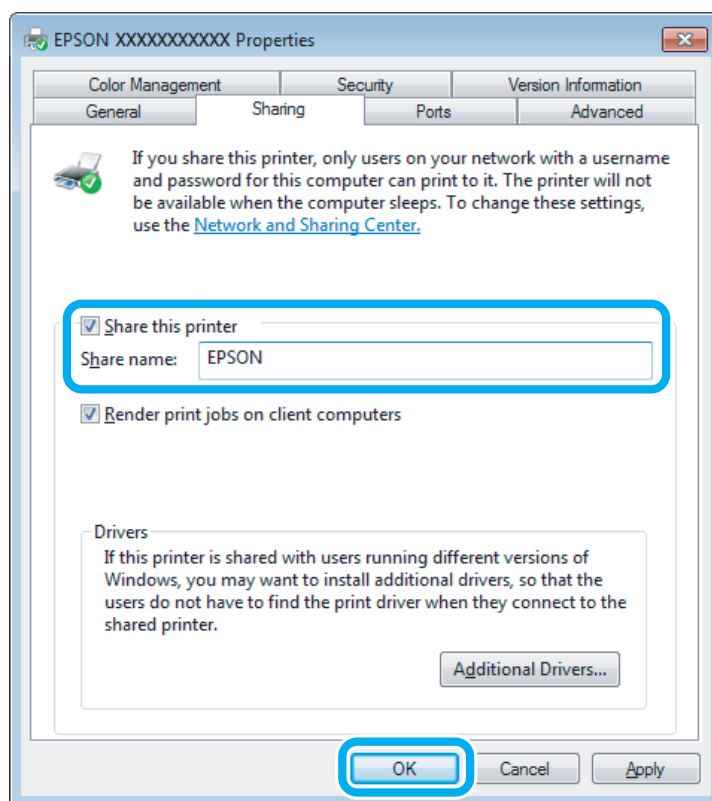 EPSON XXXXXXXXXXX Properties
Color Management Security Version Information
General Sharing Ports Advanced
If you share this printer, only users on your network with a username
and password for this computer can print to it. The printer will not
be available when the computer sleeps. To change these settings,
use the Network and Sharing Center.
Share this printer
Share name: EPSON
Render print jobs on client computers
Drivers
If this printer is shared with users running different versions of
Windows, you may want to install additional drivers, so that the
users do not have to find the print driver when they connect to the
shared printer.
Additional Drivers...
OK Cancel Apply